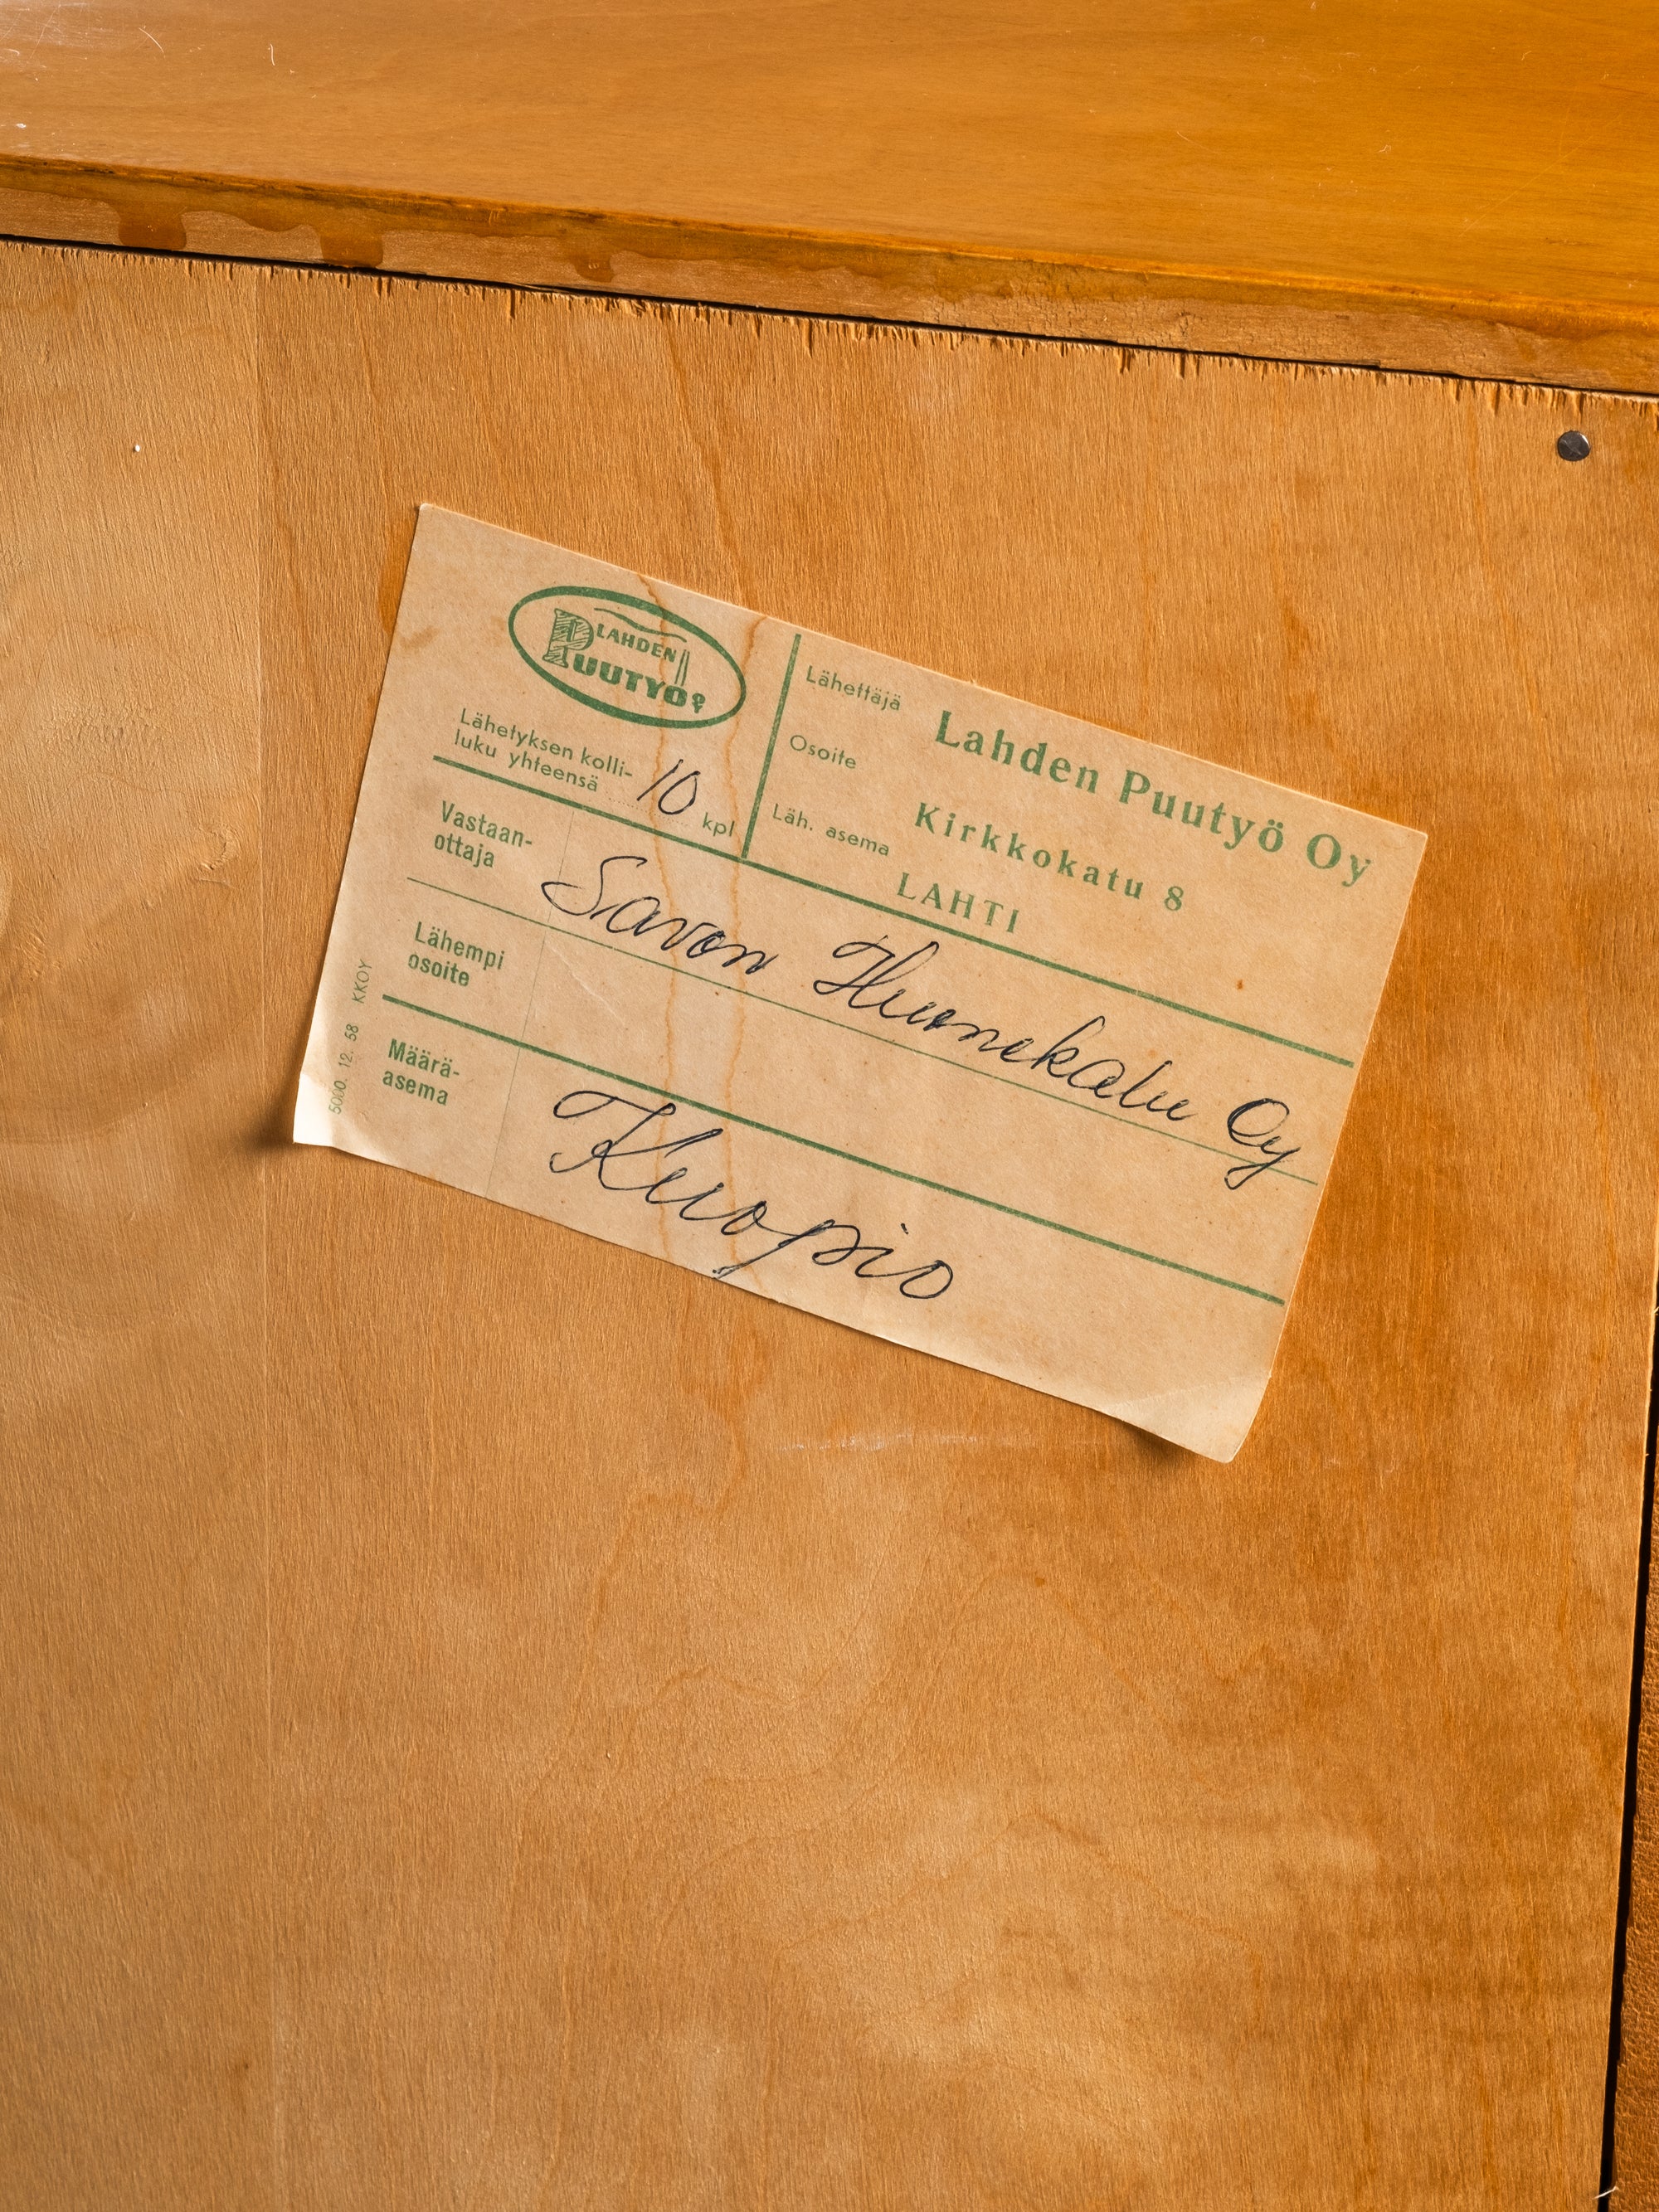 LAHDEN
PUUTYÖ OY
Lähetyksen kolli-
luku yhteensä 10 kpl
Lähettäjä Lahden Puutyö Oy
Osoite Kirkkokatu 8
Läh. asema LAHTI
Vastaan-
ottaja Savon Huonekalu Oy
Lähempi
osoite
Määrä-
asema Kuopio
5000. 12. 58 KKOY